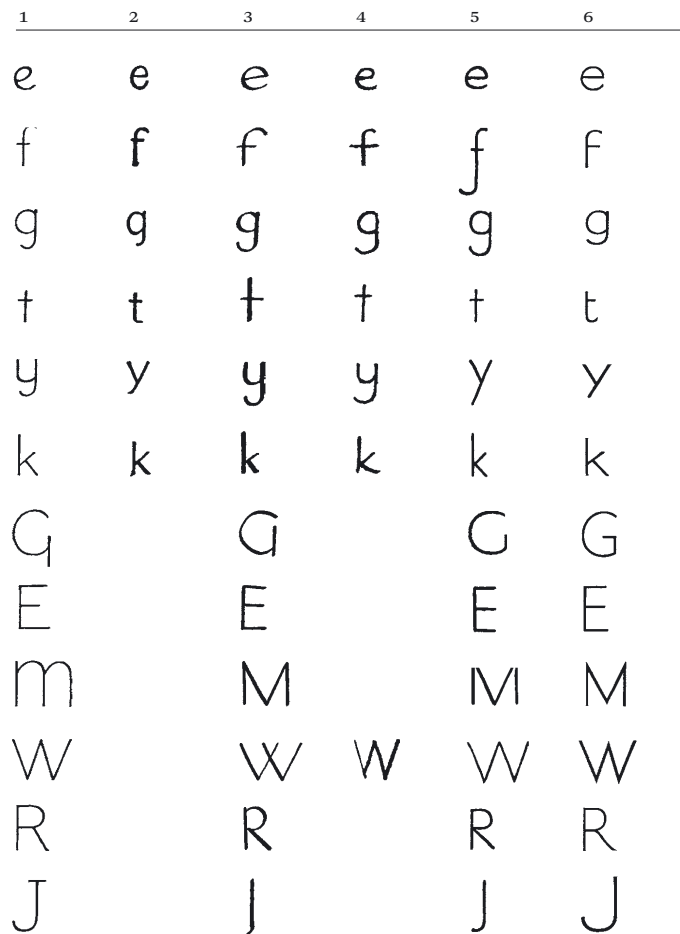 1 2 3 4 5 6
e e e e e e
f f f f f f
g g g g g g
t t t t t t
y y y y y y
k k k k k k
G G G G
E E E E
M M M M
W W W W W
R R R R
J J J J